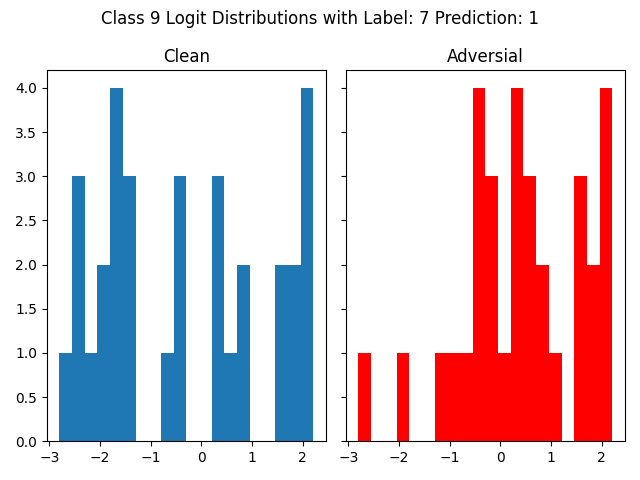 Class 9 Logit Distributions with Label: 7 Prediction: 1
Clean
Adversial
4.0
3.5
3.0
2.5
2.0
1.5
1.0
0.5
0.0
−3 −2 −1 0 1 2
−3 −2 −1 0 1 2